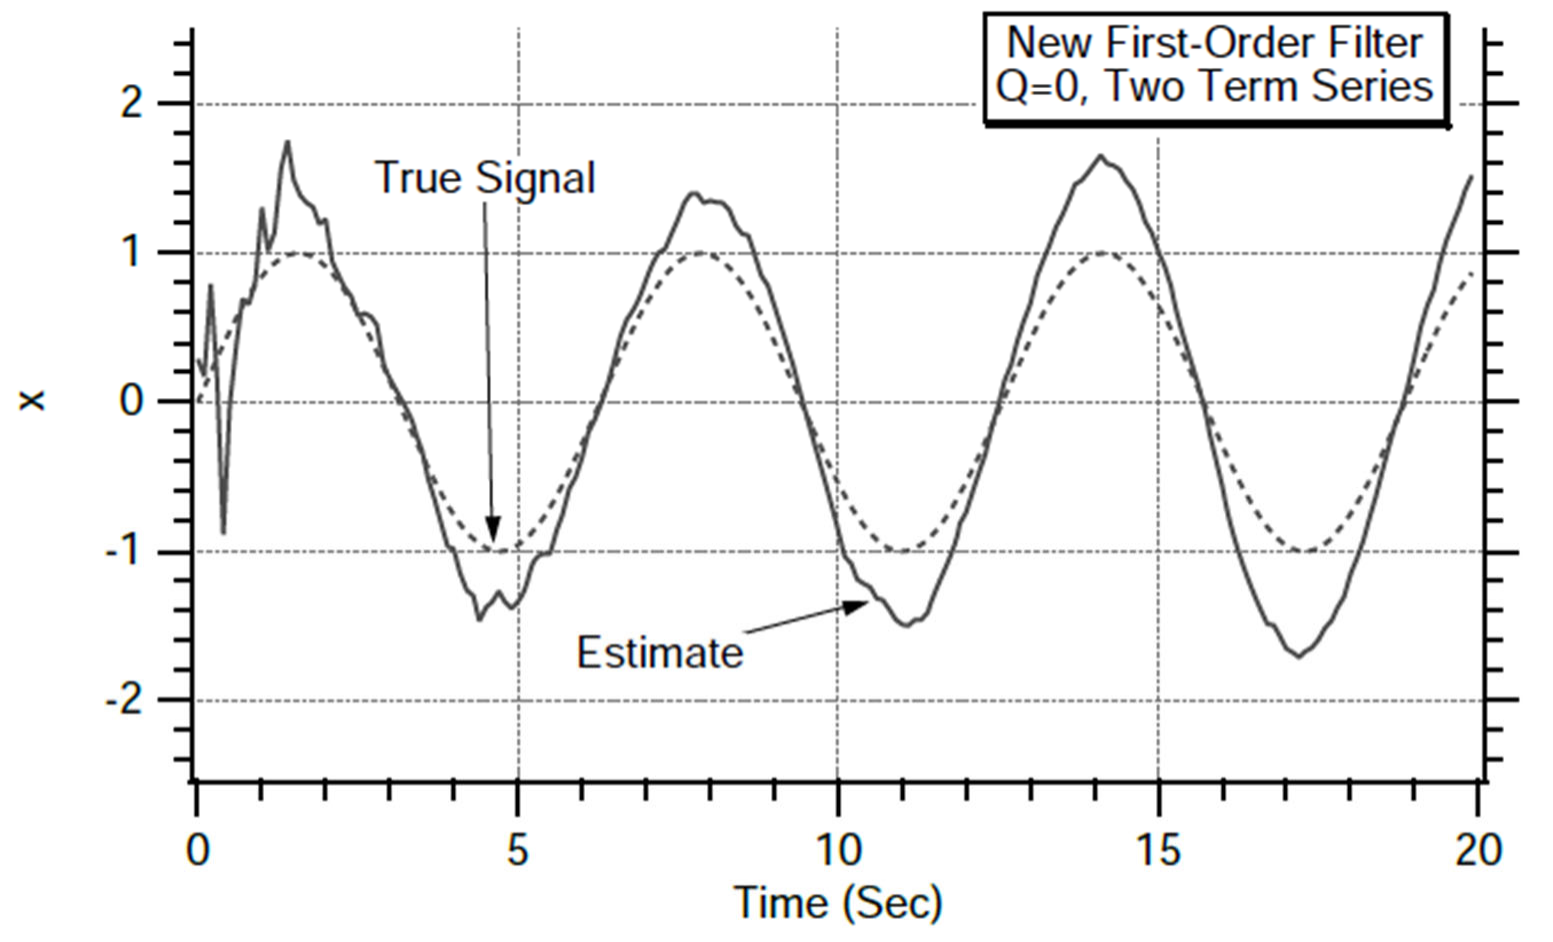 New First-Order Filter
Q=0, Two Term Series
2
True Signal
1
x
0
-1
Estimate
-2
0 5 10 15 20
Time (Sec)